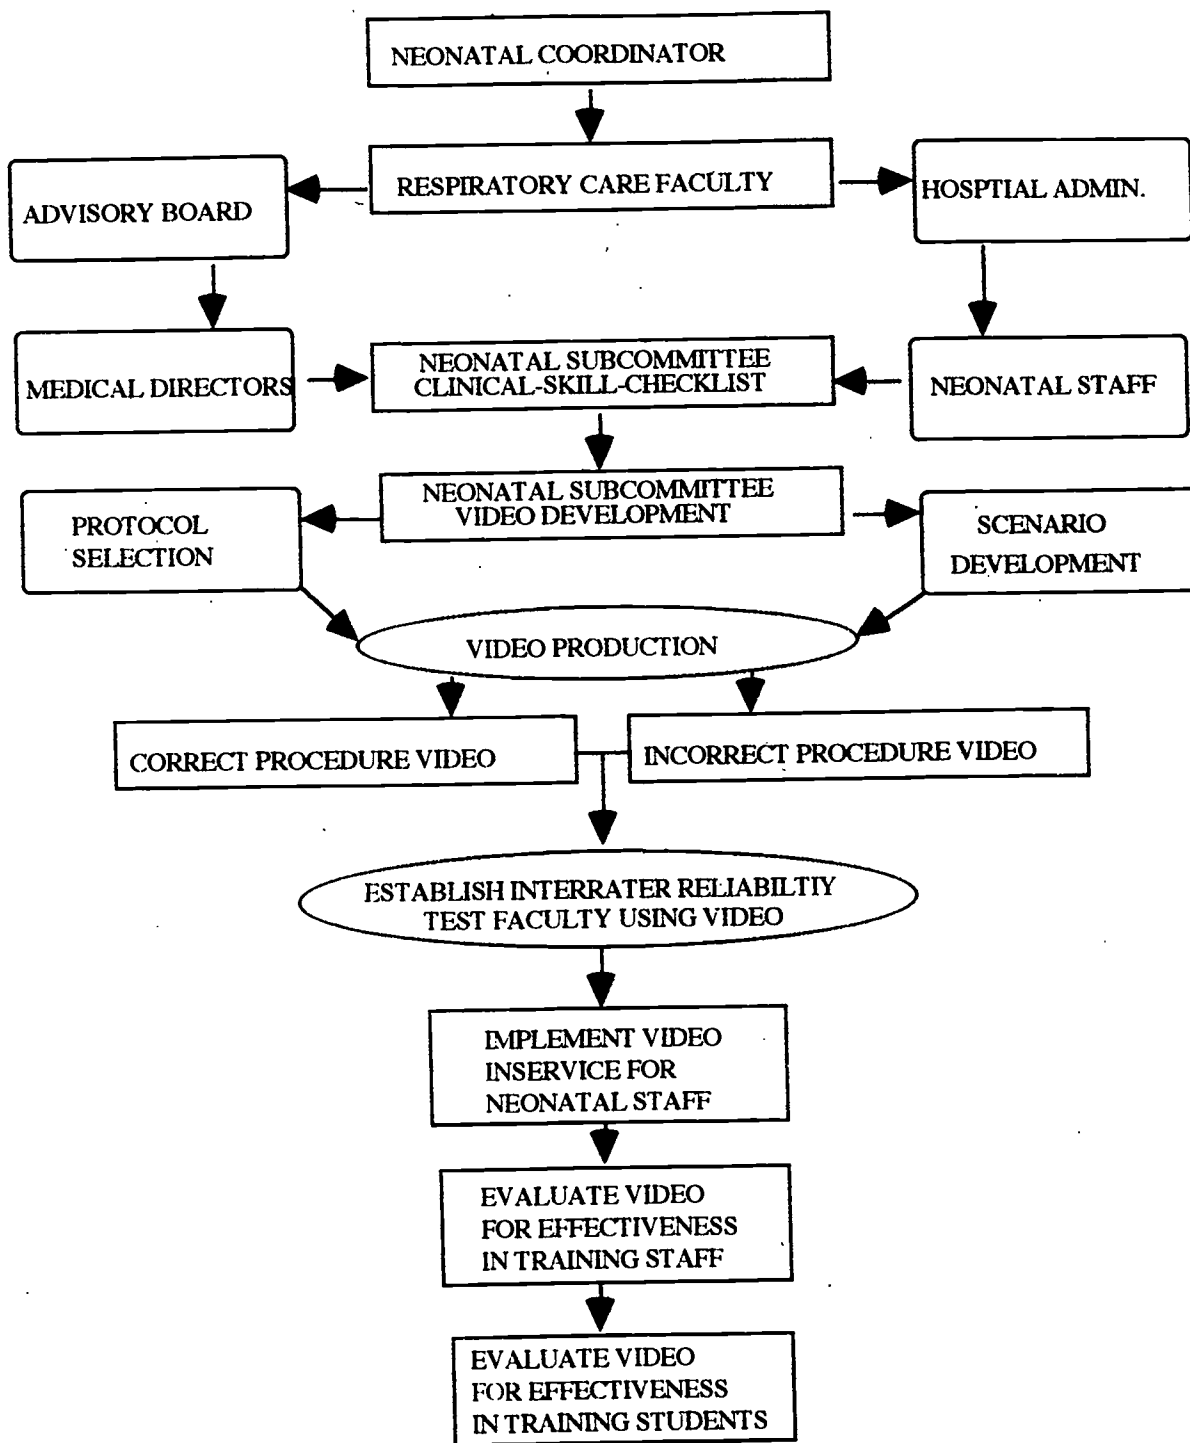 NEONATAL COORDINATOR
RESPIRATORY CARE FACULTY
ADVISORY BOARD
HOSPTIAL ADMIN.
MEDICAL DIRECTORS
NEONATAL SUBCOMMITTEE
CLINICAL-SKILL-CHECKLIST
NEONATAL STAFF
NEONATAL SUBCOMMITTEE
VIDEO DEVELOPMENT
PROTOCOL
SELECTION
SCENARIO
DEVELOPMENT
VIDEO PRODUCTION
CORRECT PROCEDURE VIDEO
INCORRECT PROCEDURE VIDEO
ESTABLISH INTERRATER RELIABILTIY
TEST FACULTY USING VIDEO
IMPLEMENT VIDEO
INSERVICE FOR
NEONATAL STAFF
EVALUATE VIDEO
FOR EFFECTIVENESS
IN TRAINING STAFF
EVALUATE VIDEO
FOR EFFECTIVENESS
IN TRAINING STUDENTS